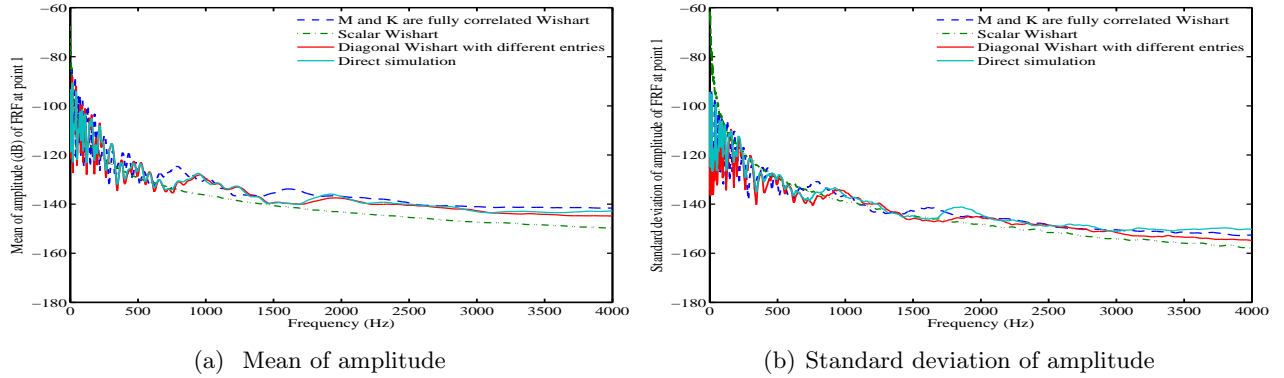 M and K are fully correlated Wishart
Scalar Wishart
Diagonal Wishart with different entries
Direct simulation
Mean of amplitude (dB) of FRF at point 1
−60
−80
−100
−120
−140
−160
−180
0 500 1000 1500 2000 2500 3000 3500 4000
Frequency (Hz)
(a) Mean of amplitude
M and K are fully correlated Wishart
Scalar Wishart
Diagonal Wishart with different entries
Direct simulation
Standard deviation of amplitude of FRF at point 1
−60
−80
−100
−120
−140
−160
−180
0 500 1000 1500 2000 2500 3000 3500 4000
Frequency (Hz)
(b) Standard deviation of amplitude